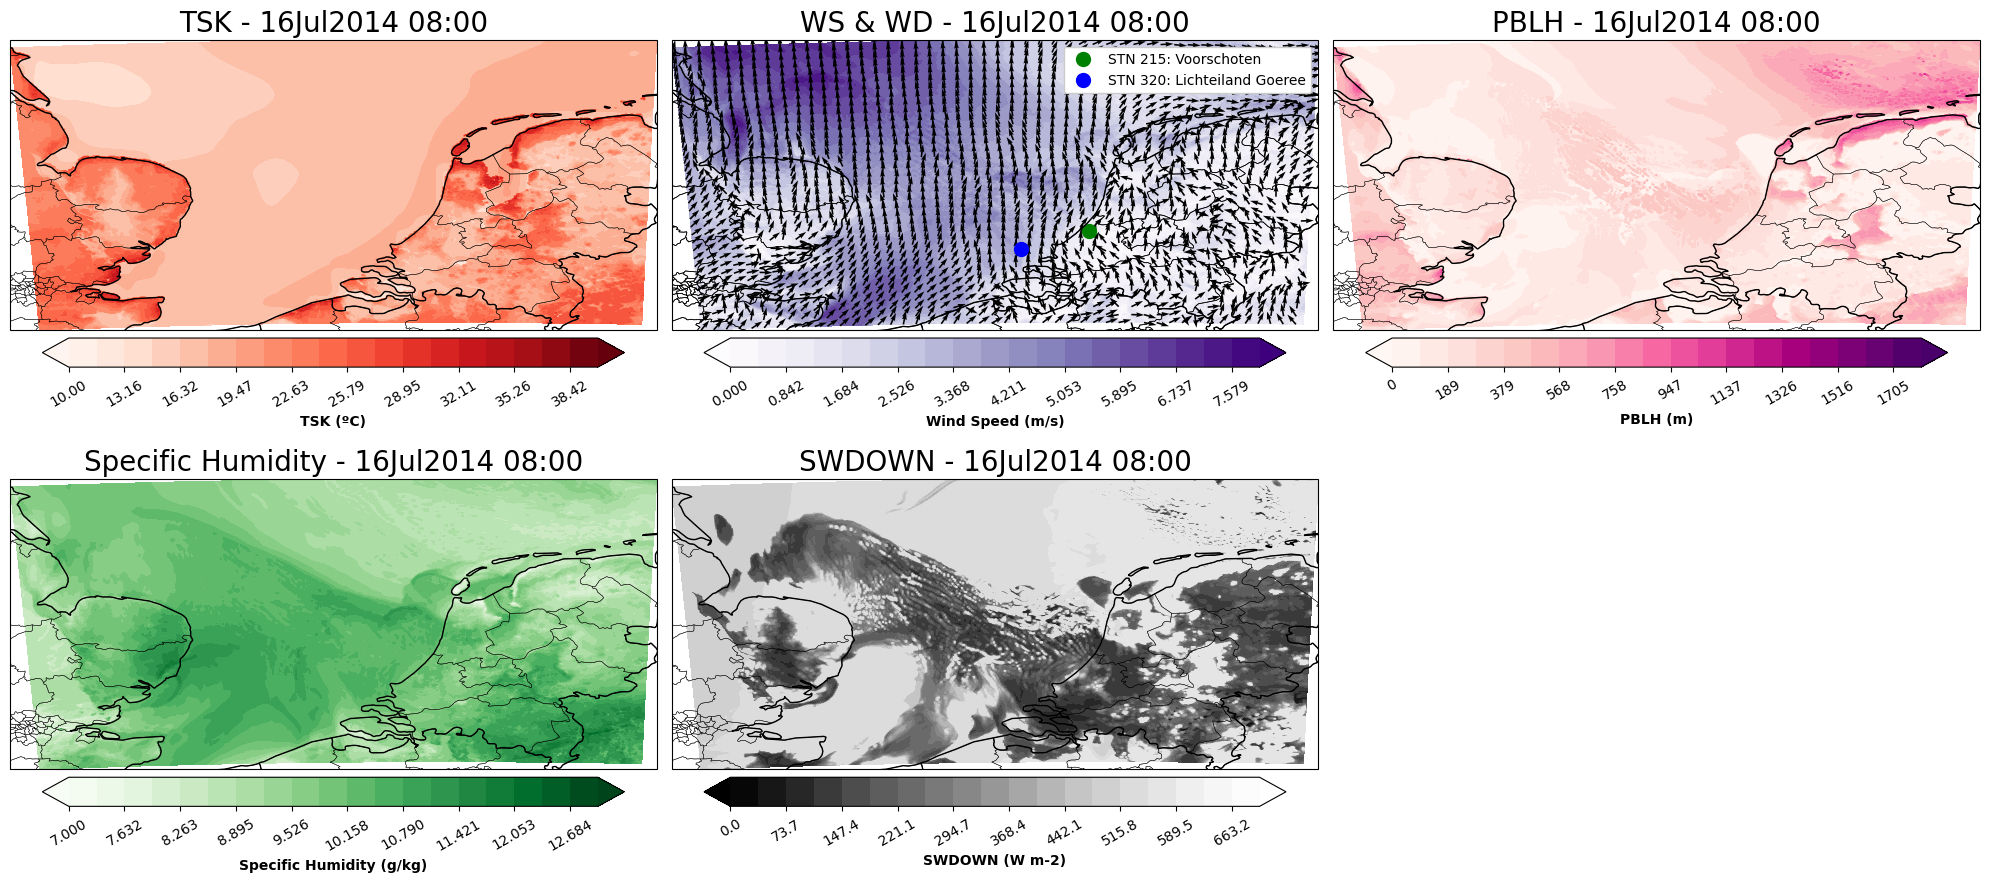 TSK - 16Jul2014 08:00
10.00 13.16 16.32 19.47 22.63 25.79 28.95 32.11 35.26 38.42
TSK (ºC)
WS & WD - 16Jul2014 08:00
STN 215: Voorschoten
STN 320: Lichteiland Goeree
0.000 0.842 1.684 2.526 3.368 4.211 5.053 5.895 6.737 7.579
Wind Speed (m/s)
PBLH - 16Jul2014 08:00
0 189 379 568 758 947 1137 1326 1516 1705
PBLH (m)
Specific Humidity - 16Jul2014 08:00
7.000 7.632 8.263 8.895 9.526 10.158 10.790 11.421 12.053 12.684
Specific Humidity (g/kg)
SWDOWN - 16Jul2014 08:00
0.0 73.7 147.4 221.1 294.7 368.4 442.1 515.8 589.5 663.2
SWDOWN (W m-2)